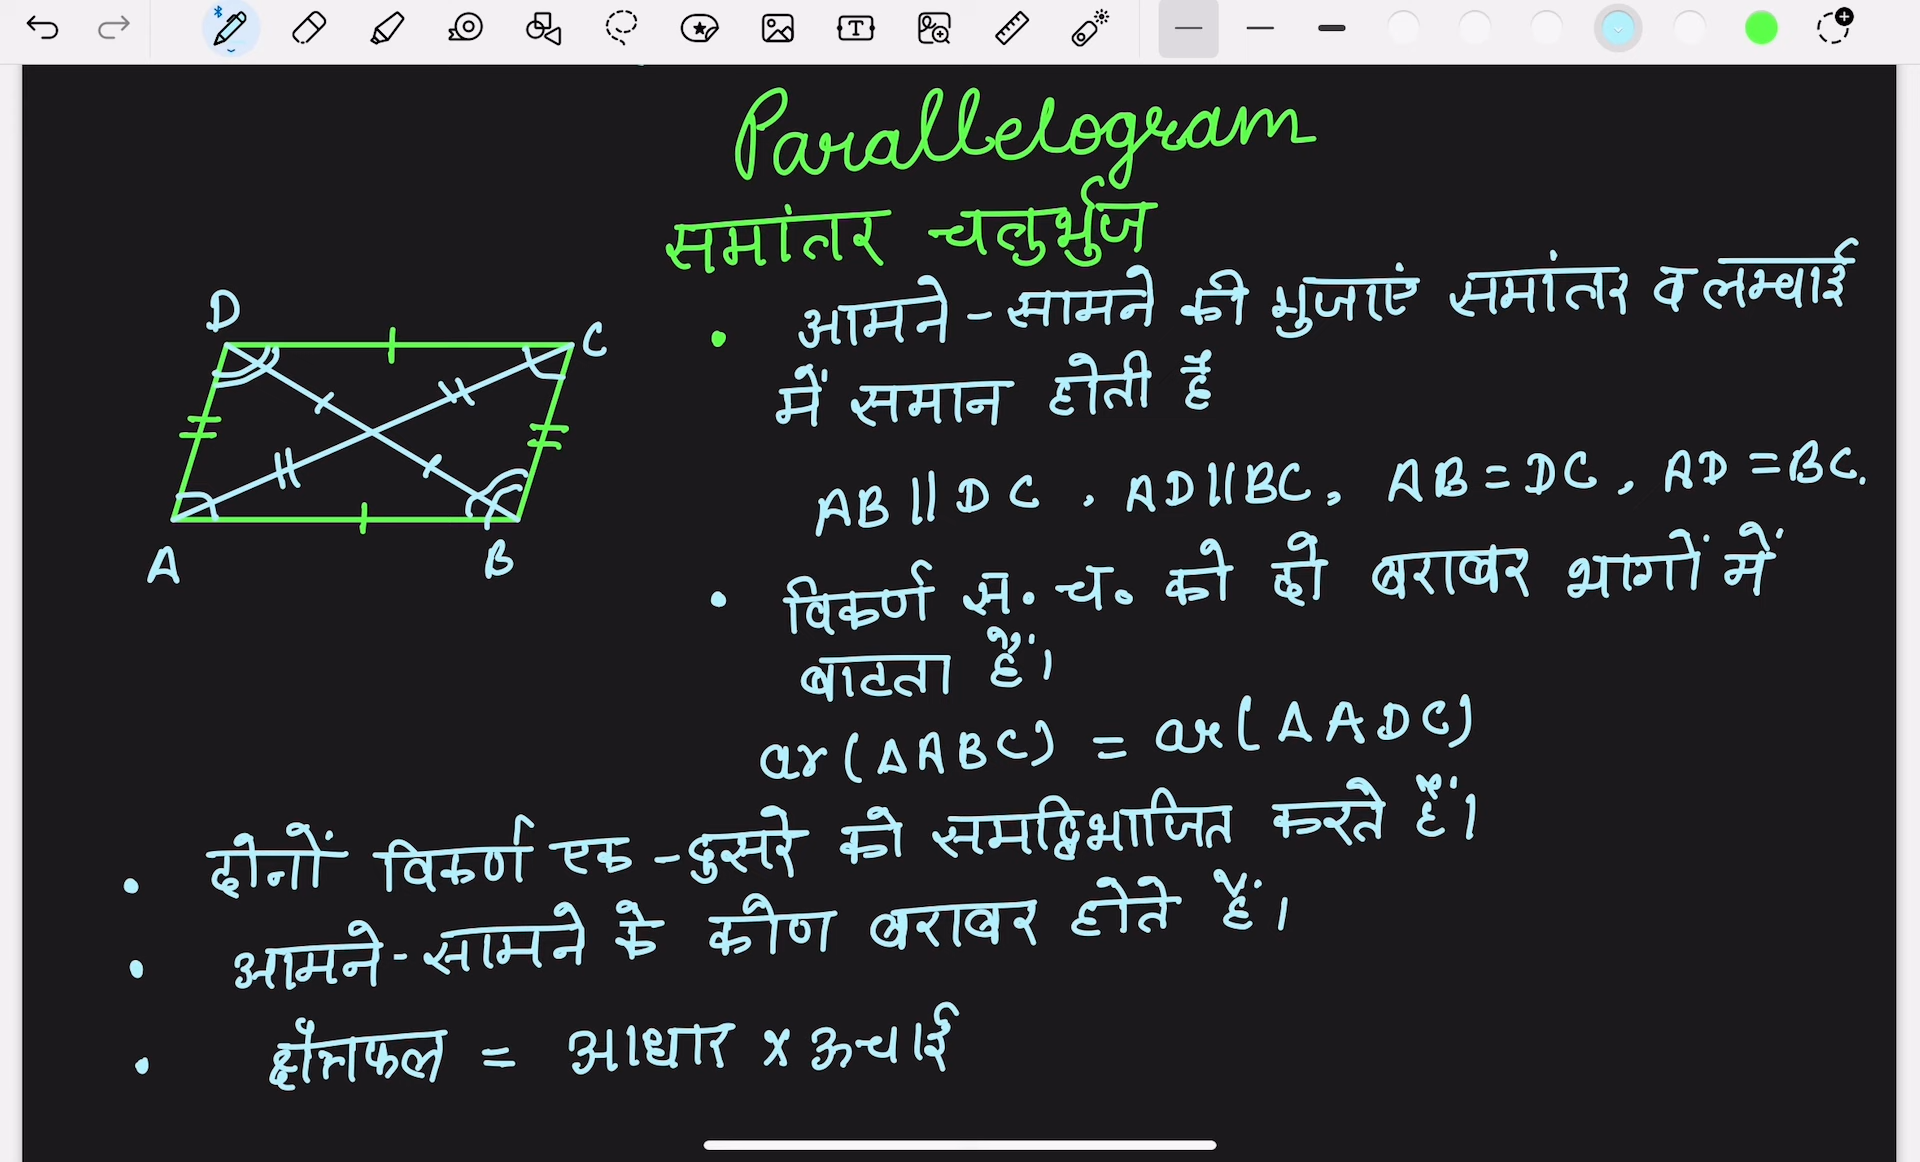 Parallelogram
समांतर चतुर्भुज
D
C
A
B
• आमने-सामने की भुजाएं समांतर व लम्बाई
में समान होती हैं
AB || DC, AD || BC, AB = DC, AD = BC.
• विकर्ण स. च. को दो बराबर भागों में
बाटता है।
ar (ΔABC) = ar (ΔADC)
• दोनों विकर्ण एक-दुसरे को समद्विभाजित करते हैं।
• आमने-सामने के कोण बराबर होते हैं।
• क्षेत्रफल = आधार × ऊचाई